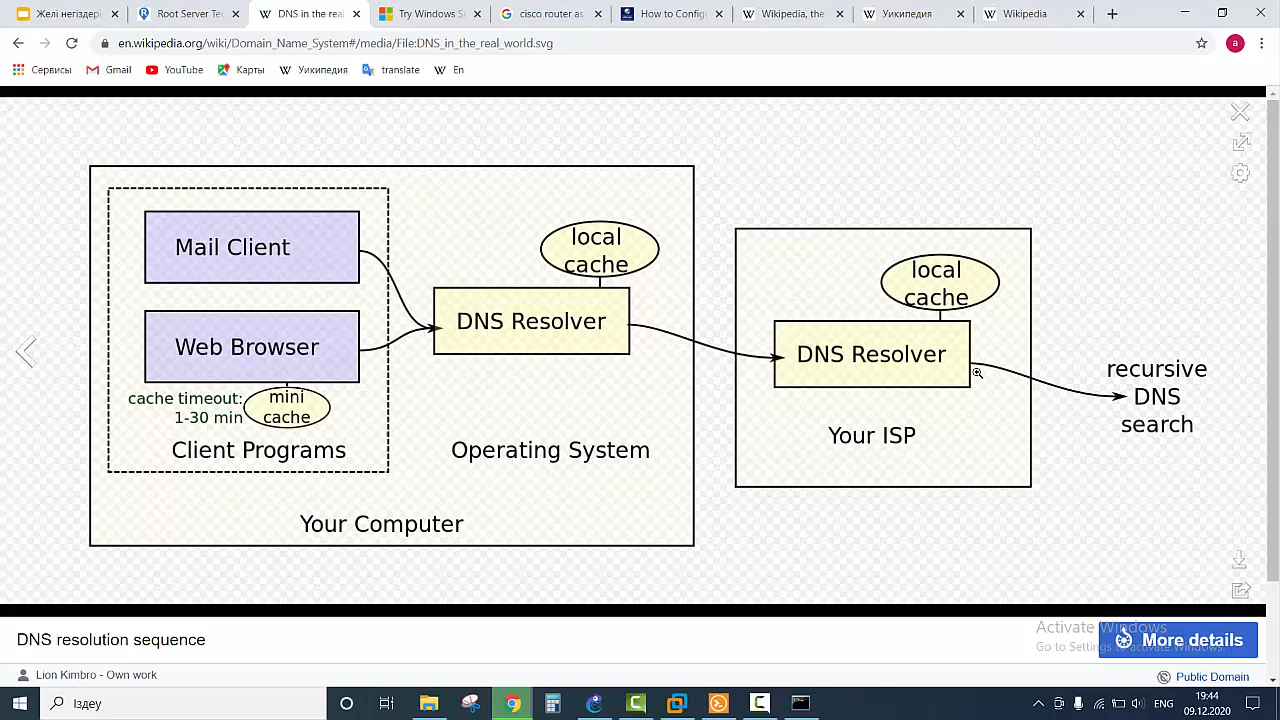 Желі негіздері
Root Server Te
DNS in the real
Try Windows S
cisco router as
How to Config
Wikipedia, the
Уикипедия
Wikipedia
en.wikipedia.org/wiki/Domain_Name_System#/media/File:DNS_in_the_real_world.svg
a
Сервисы
Gmail
YouTube
Карты
Уикипедия
translate
En
Mail Client
Web Browser
cache timeout:
1-30 min
mini
cache
Client Programs
local
cache
DNS Resolver
Operating System
Your Computer
local
cache
DNS Resolver
Your ISP
recursive
DNS
search
DNS resolution sequence
Activate Windows
Go to Settings to activate Windows.
More details
Lion Kimbro - Own work
Public Domain
Іздеу
ENG
19:44
09.12.2020